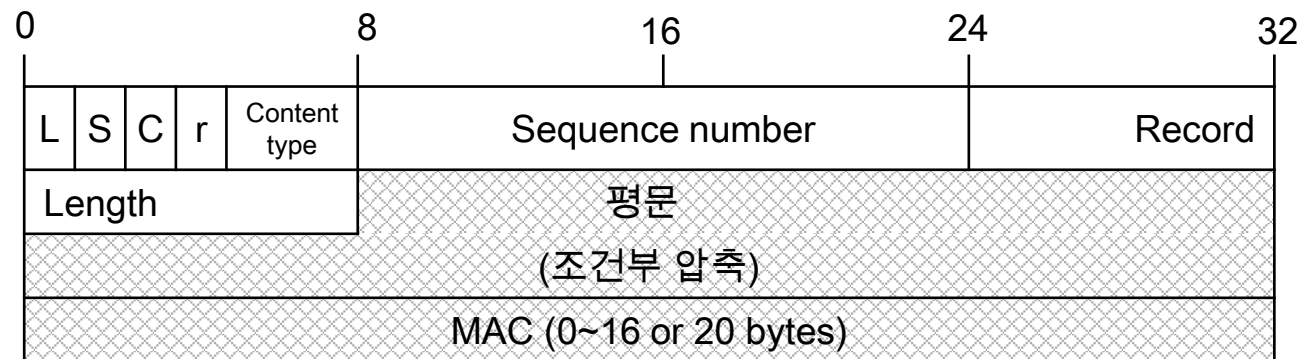 0 8 16 24 32
L S C r Content type Sequence number Record
Length 평문
(조건부 압축)
MAC (0~16 or 20 bytes)